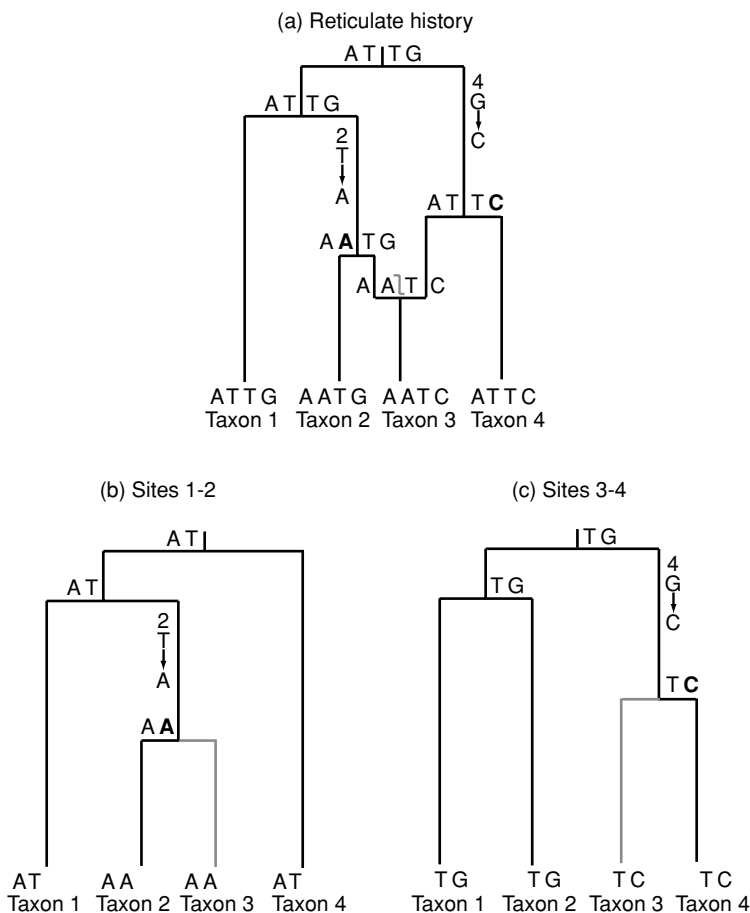 (a) Reticulate history
A T T G
4
G
C
A T T G
2
T
A
A T T C
A A T G
A A T C
A T T G A A T G A A T C A T T C
Taxon 1 Taxon 2 Taxon 3 Taxon 4
(b) Sites 1-2
A T
A T
2
T
A
A A
A T A A A A A T
Taxon 1 Taxon 2 Taxon 3 Taxon 4
(c) Sites 3-4
T G
4
G
C
T G
T C
T G T G T C T C
Taxon 1 Taxon 2 Taxon 3 Taxon 4